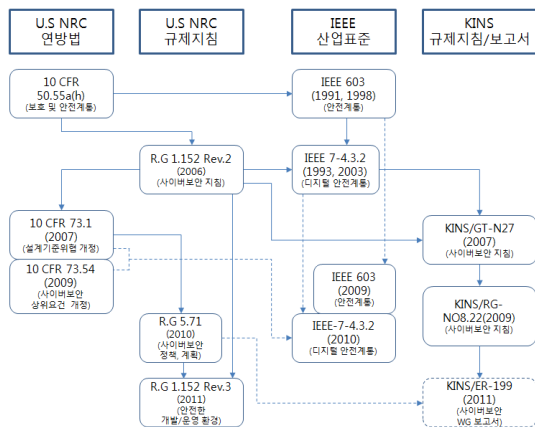 U.S NRC
연방법
U.S NRC
규제지침
IEEE
산업표준
KINS
규제지침/보고서
10 CFR
50.55a(h)
(보호 및 안전계통)
IEEE 603
(1991, 1998)
(안전계통)
R.G 1.152 Rev.2
(2006)
(사이버보안 지침)
IEEE 7-4.3.2
(1993, 2003)
(디지털 안전계통)
10 CFR 73.1
(2007)
(설계기준위협 개정)
KINS/GT-N27
(2007)
(사이버보안 지침)
10 CFR 73.54
(2009)
(사이버보안
상위요건 개정)
IEEE 603
(2009)
(안전계통)
KINS/RG-
NO8.22(2009)
(사이버보안 지침)
R.G 5.71
(2010)
(사이버보안
정책, 계획)
IEEE-7-4.3.2
(2010)
(디지털 안전계통)
R.G 1.152 Rev.3
(2011)
(안전한
개발/운영 환경)
KINS/ER-199
(2011)
(사이버보안
WG 보고서)